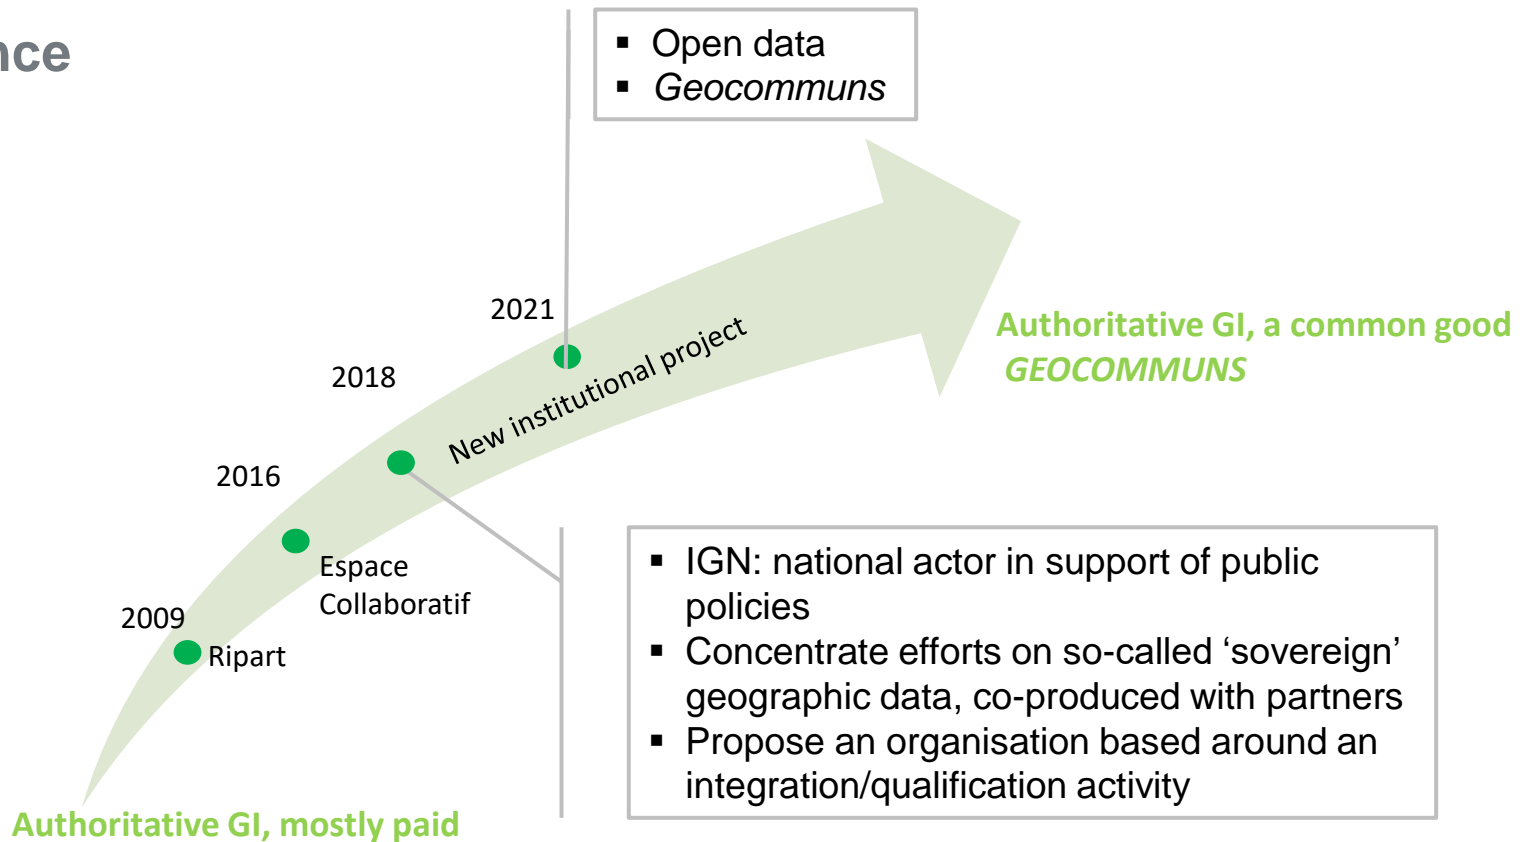 nce
▪ Open data
▪ Geocommuns
2021
New institutional project
Authoritative GI, a common good
GEOCOMMUNS
2018
2016
Espace
Collaboratif
2009
Ripart
▪ IGN: national actor in support of public
policies
▪ Concentrate efforts on so-called ‘sovereign’
geographic data, co-produced with partners
▪ Propose an organisation based around an
integration/qualification activity
Authoritative GI, mostly paid